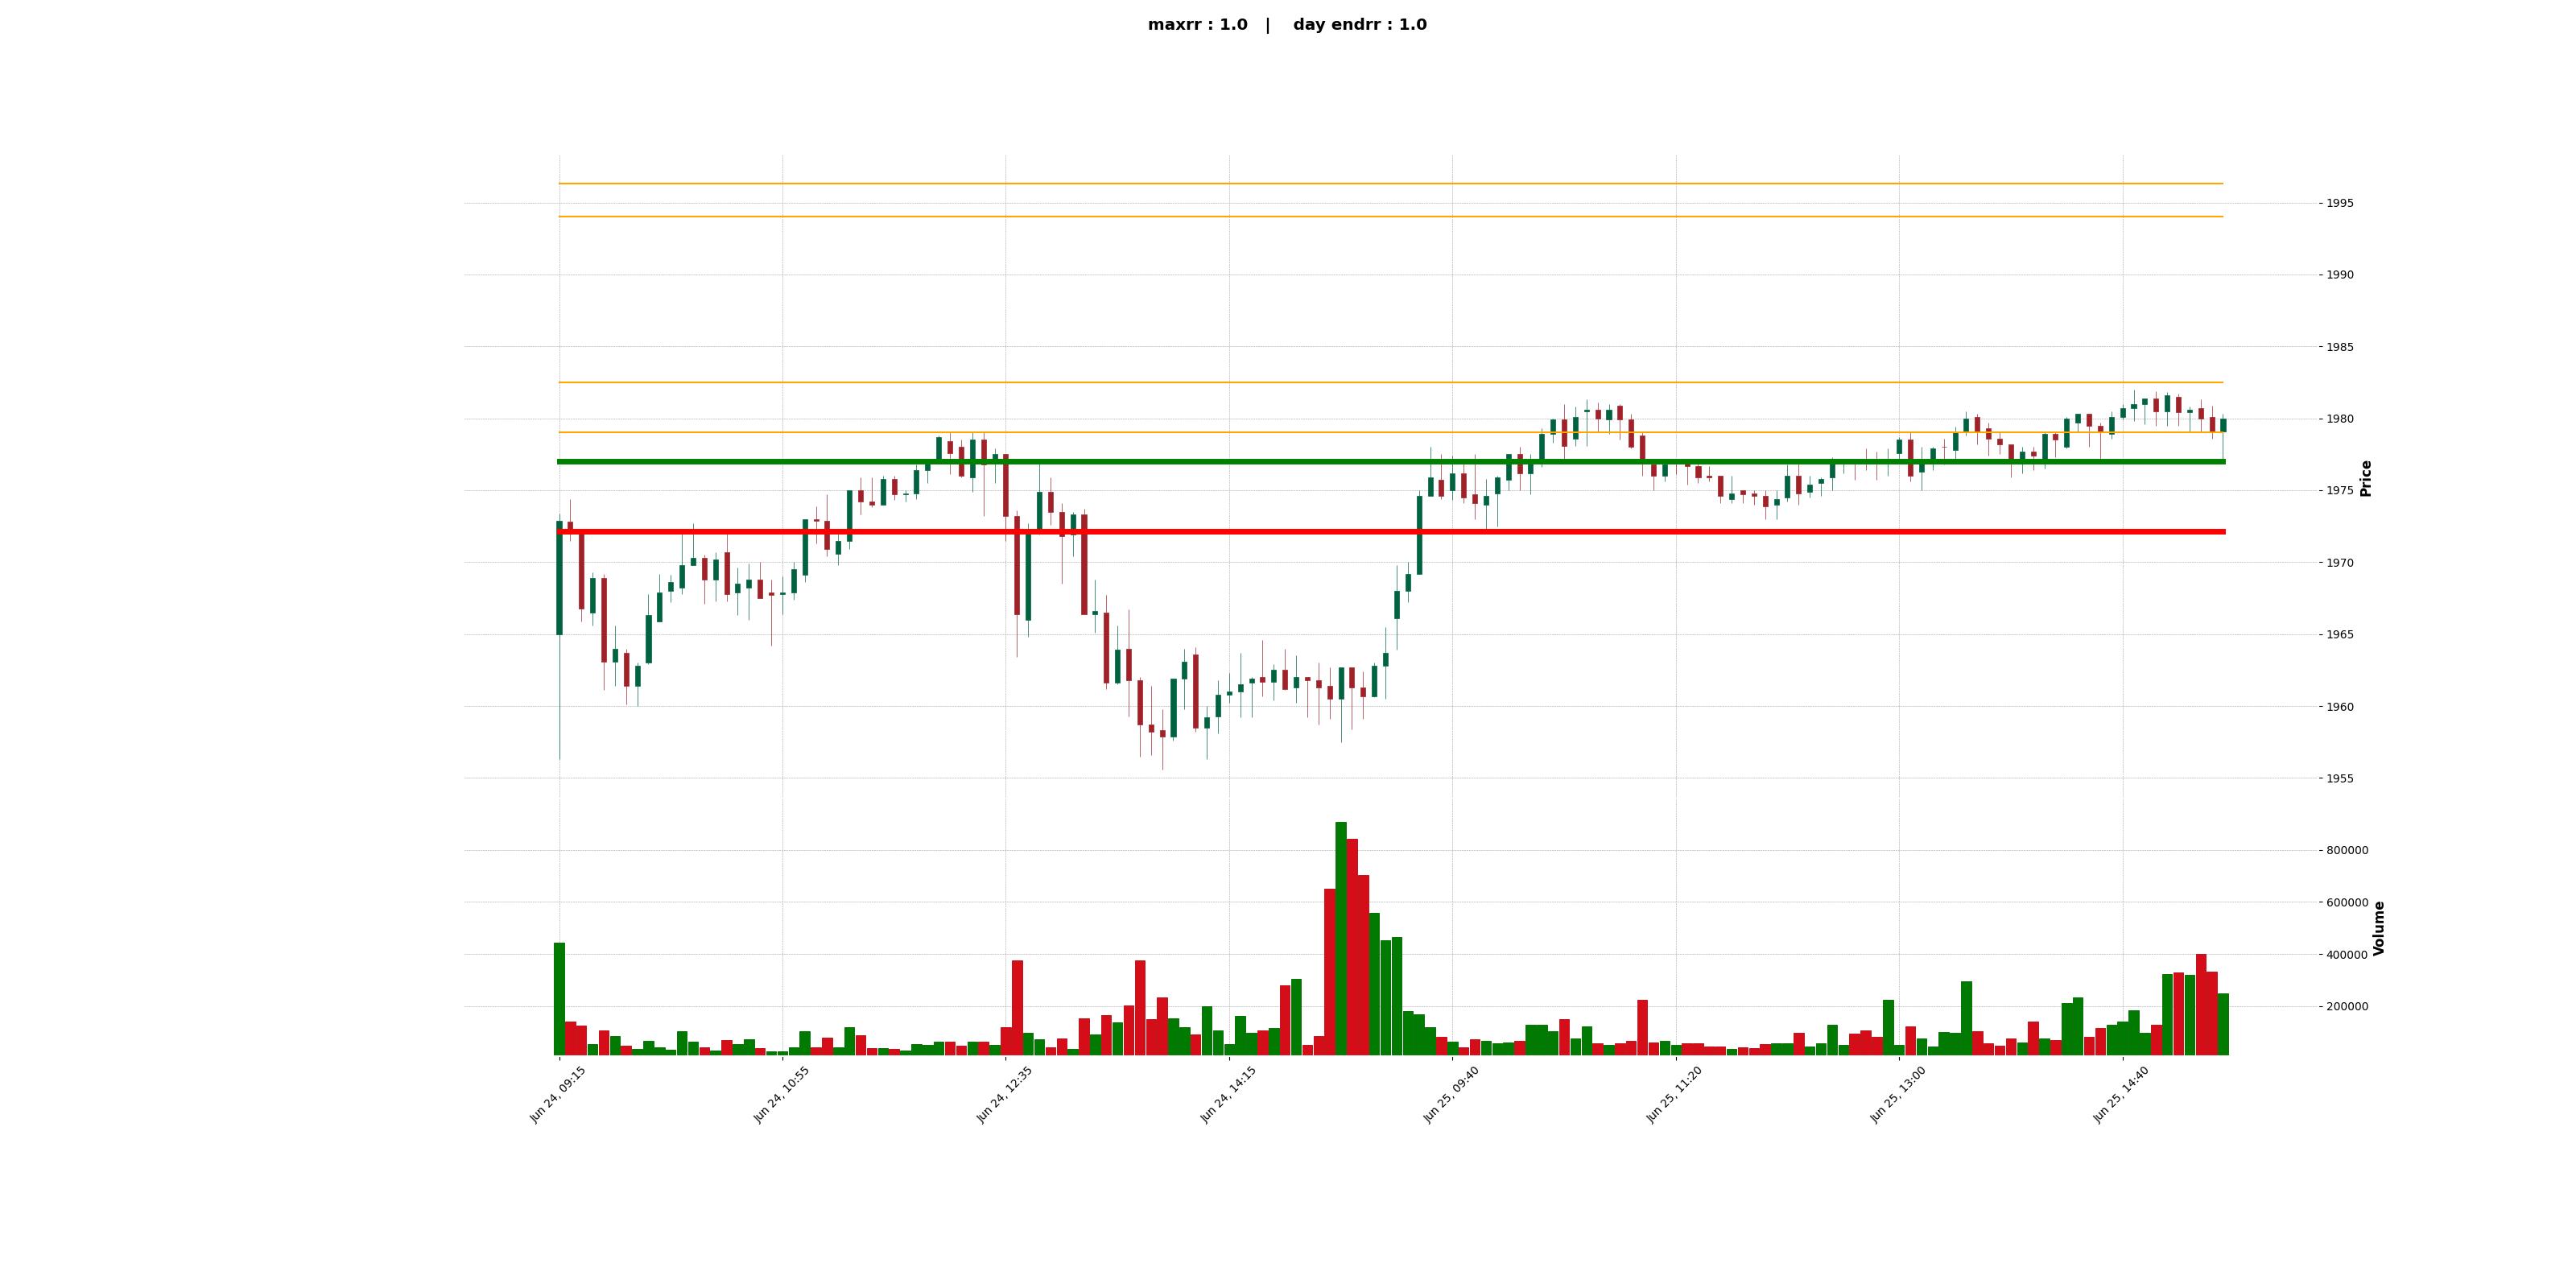 maxrr : 1.0 | day endrr : 1.0
1995
1990
1985
1980
1975
1970
1965
1960
1955
Price
800000
600000
400000
200000
Volume
Jun 24, 09:15
Jun 24, 10:55
Jun 24, 12:35
Jun 24, 14:15
Jun 25, 09:40
Jun 25, 11:20
Jun 25, 13:00
Jun 25, 14:40